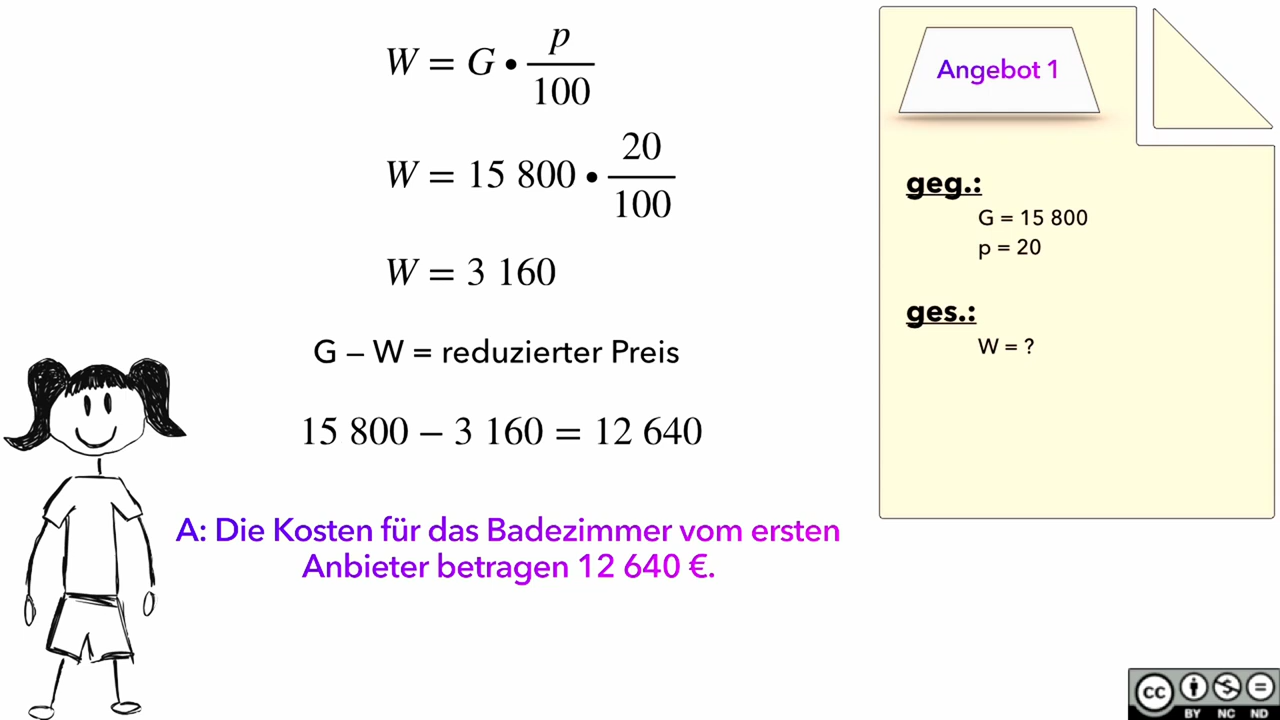 W = G • p/100
W = 15 800 • 20/100
W = 3 160
G – W = reduzierter Preis
15 800 − 3 160 = 12 640
A: Die Kosten für das Badezimmer vom ersten
Anbieter betragen 12 640 €.
Angebot 1
geg.:
G = 15 800
p = 20
ges.:
W = ?
cc
BY NC ND